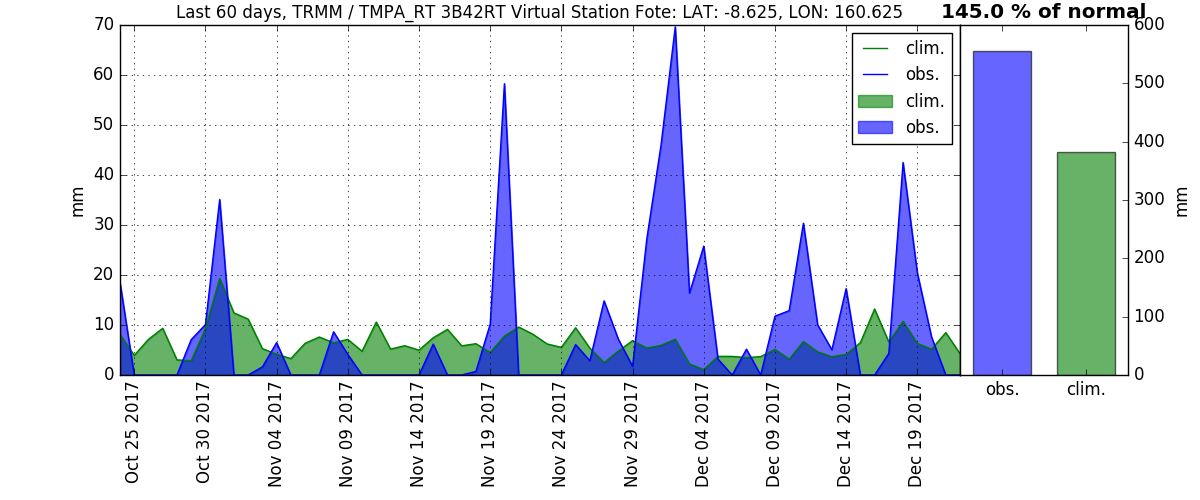 Last 60 days, TRMM / TMPA_RT 3B42RT Virtual Station Fote: LAT: -8.625, LON: 160.625
145.0 % of normal
70
60
50
40
30
20
10
0
mm
clim.
obs.
clim.
obs.
Oct 25 2017
Oct 30 2017
Nov 04 2017
Nov 09 2017
Nov 14 2017
Nov 19 2017
Nov 24 2017
Nov 29 2017
Dec 04 2017
Dec 09 2017
Dec 14 2017
Dec 19 2017
600
500
400
300
200
100
0
mm
obs.
clim.